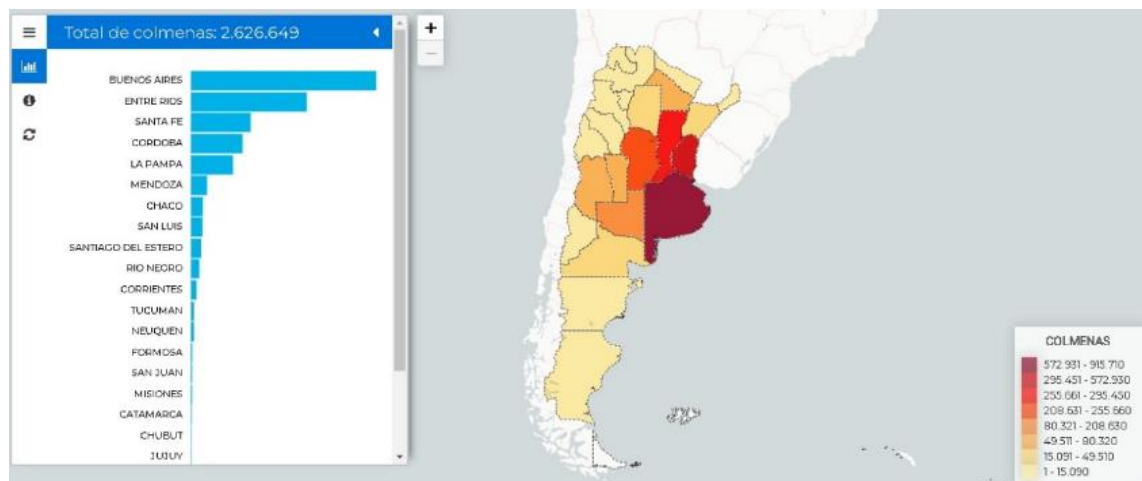 Total de colmenas: 2.626.649
BUENOS AIRES
ENTRE RIOS
SANTA FE
CORDOBA
LA PAMPA
MENDOZA
CHACO
SAN LUIS
SANTIAGO DEL ESTERO
RIO NEGRO
CORRIENTES
TUCUMAN
NEUQUEN
FORMOSA
SAN JUAN
MISIONES
CATAMARCA
CHUBUT
JUJUY
+
−
COLMENAS
572.931 - 915.710
295.451 - 572.930
255.661 - 295.450
208.631 - 255.660
80.321 - 208.630
49.511 - 80.320
15.091 - 49.510
1 - 15.090